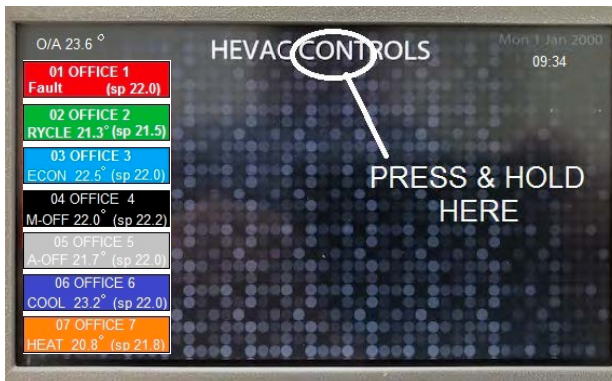 O/A 23.6 °
HEVAC CONTROLS
Mon 1 Jan 2000
09:34
01 OFFICE 1
Fault (sp 22.0)
02 OFFICE 2
RYCLE 21.3° (sp 21.5)
03 OFFICE 3
ECON 22.5° (sp 22.0)
04 OFFICE 4
M-OFF 22.0° (sp 22.2)
05 OFFICE 5
A-OFF 21.7° (sp 22.0)
06 OFFICE 6
COOL 23.2° (sp 22.0)
07 OFFICE 7
HEAT 20.8° (sp 21.8)
PRESS & HOLD
HERE